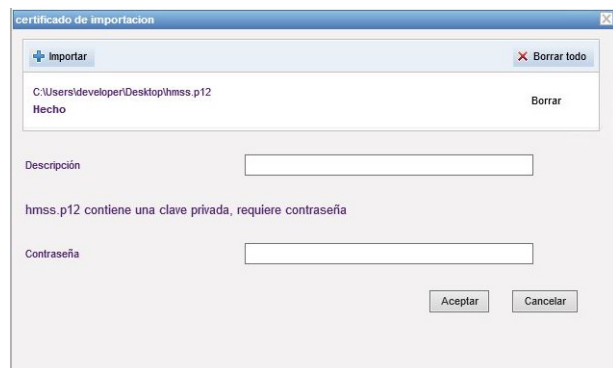 certificado de importacion
Importar Borrar todo
C:\Users\developer\Desktop\hmss.p12
Hecho
Borrar
Descripción
hmss.p12 contiene una clave privada, requiere contraseña
Contraseña
Aceptar Cancelar